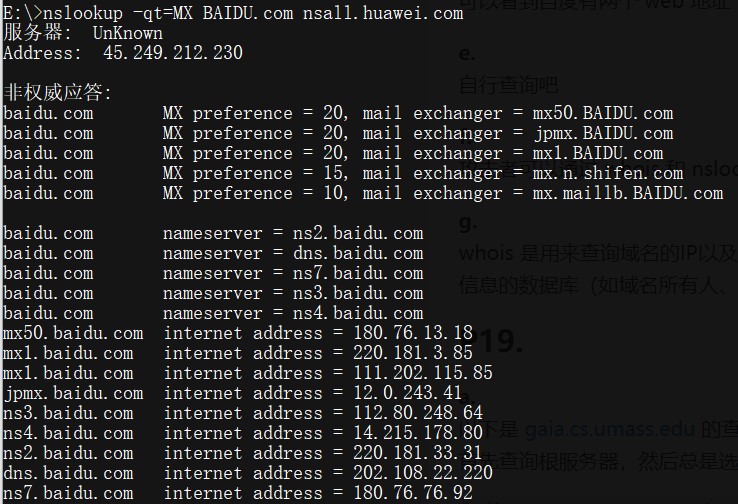 E:\>nslookup -qt=MX BAIDU.com nsall.huawei.com
服务器:  UnKnown
Address:  45.249.212.230
非权威应答:
baidu.com       MX preference = 20, mail exchanger = mx50.BAIDU.com
baidu.com       MX preference = 20, mail exchanger = jpmx.BAIDU.com
baidu.com       MX preference = 20, mail exchanger = mx1.BAIDU.com
baidu.com       MX preference = 15, mail exchanger = mx.n.shifen.com
baidu.com       MX preference = 10, mail exchanger = mx.maillb.BAIDU.com
baidu.com       nameserver = ns2.baidu.com
baidu.com       nameserver = dns.baidu.com
baidu.com       nameserver = ns7.baidu.com
baidu.com       nameserver = ns3.baidu.com
baidu.com       nameserver = ns4.baidu.com
mx50.baidu.com  internet address = 180.76.13.18
mx1.baidu.com   internet address = 220.181.3.85
mx1.baidu.com   internet address = 111.202.115.85
jpmx.baidu.com  internet address = 12.0.243.41
ns3.baidu.com   internet address = 112.80.248.64
ns4.baidu.com   internet address = 14.215.178.80
ns2.baidu.com   internet address = 220.181.33.31
dns.baidu.com   internet address = 202.108.22.220
ns7.baidu.com   internet address = 180.76.76.92
e.
自行查询吧
g.
whois 是用来查询域名的IP以及
信息的数据库（如域名所有人、
P19.
下是 gaia.cs.umass.edu 的查
查询根服务器，然后总是选